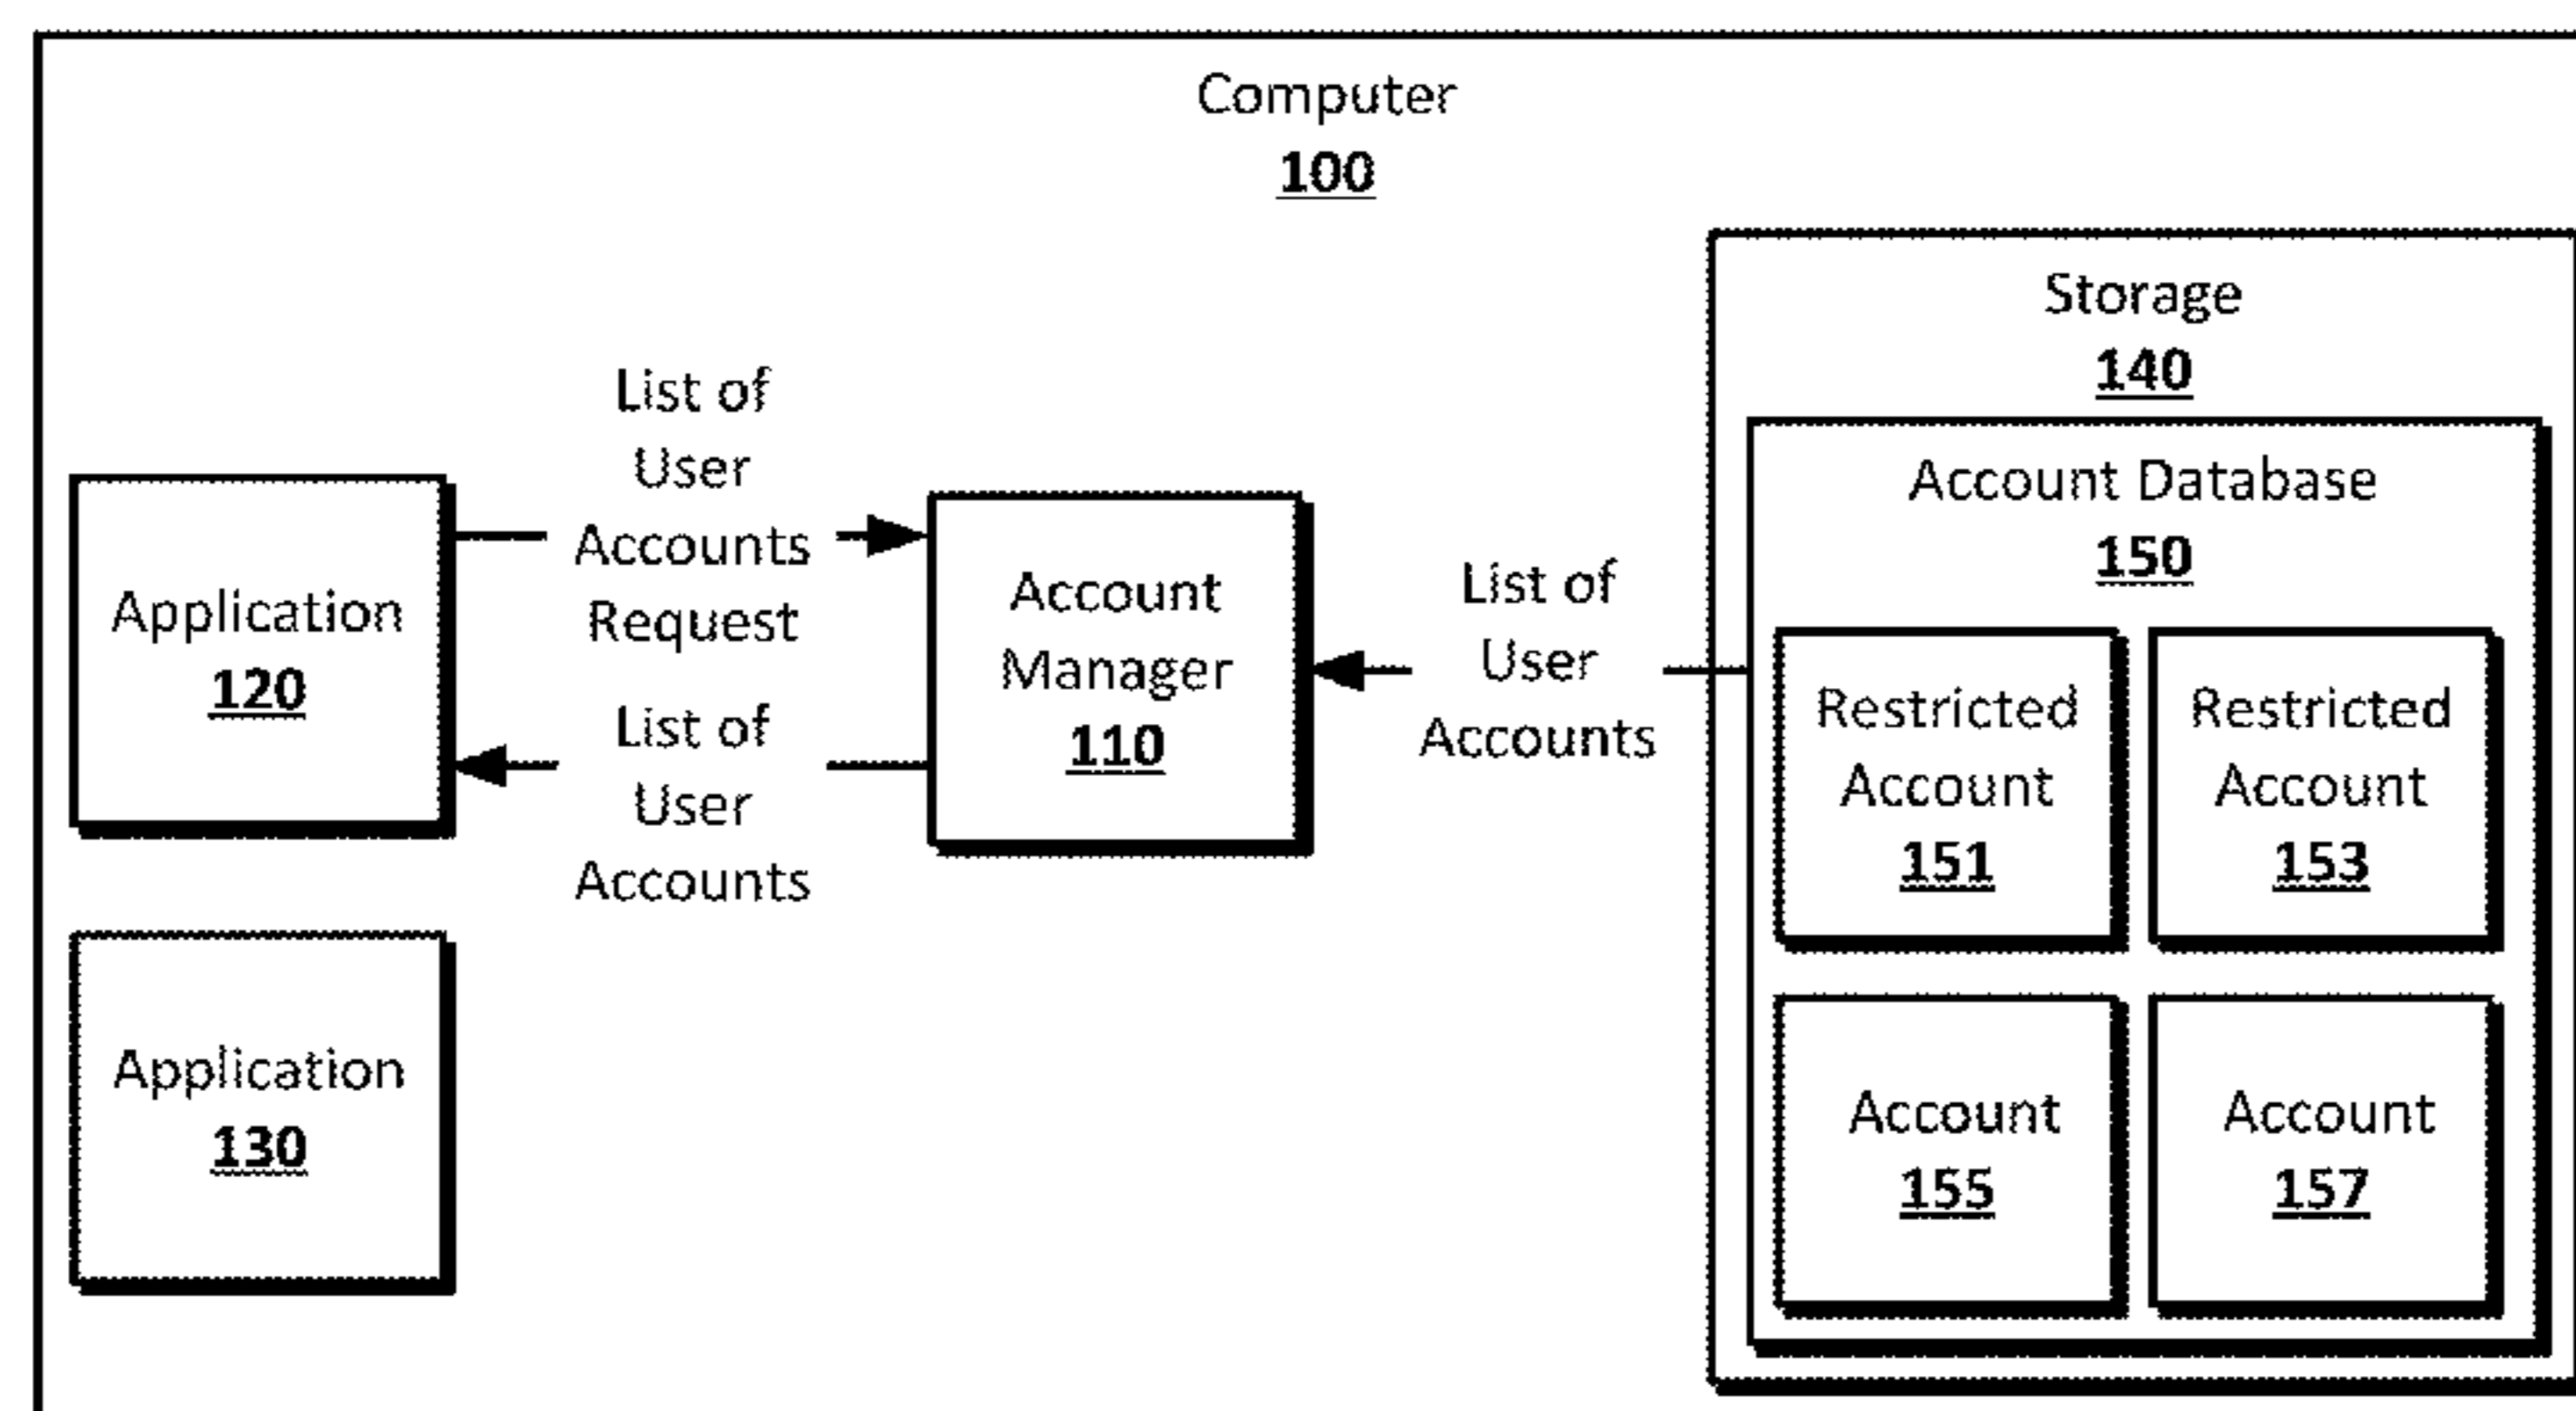 Computer
100
Storage
140
Account Database
150
List of
User
Accounts
Request
Application
120
List of
User
Accounts
Account
Manager
110
List of
User
Accounts
Restricted
Account
151
Restricted
Account
153
Application
130
Account
155
Account
157